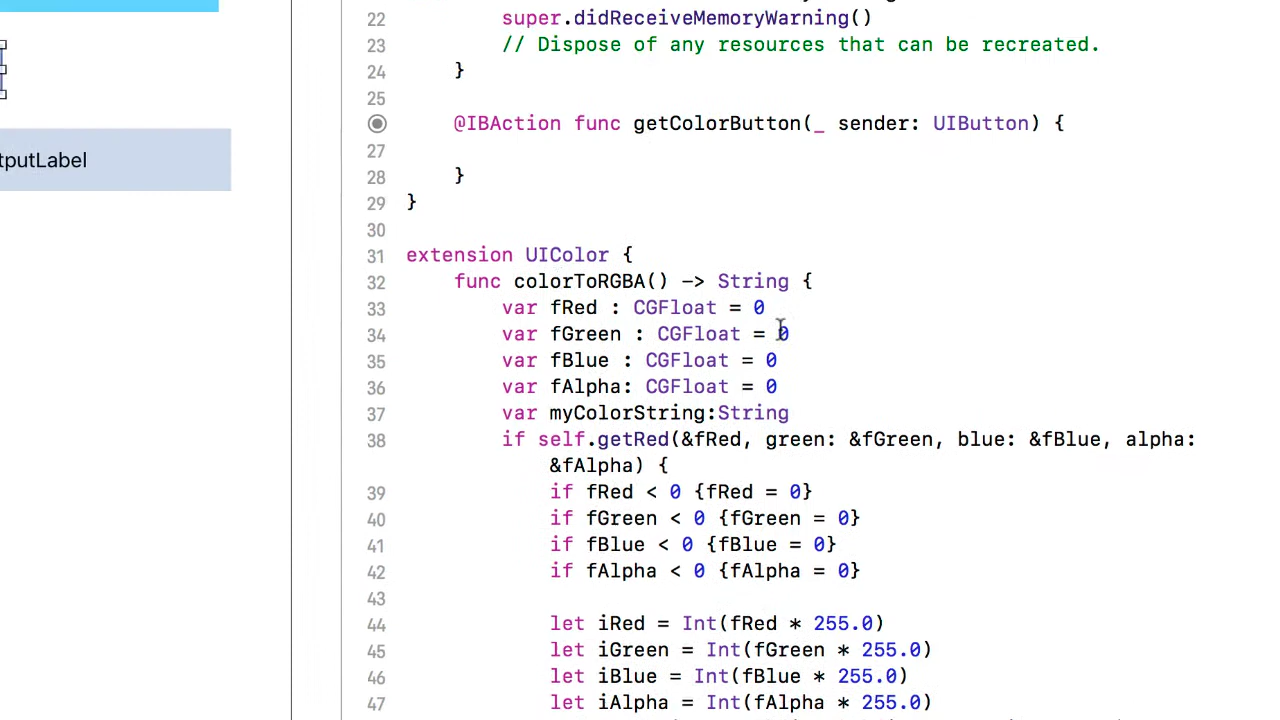 22 super.didReceiveMemoryWarning()
23 // Dispose of any resources that can be recreated.
24 }
25
@IBAction func getColorButton(_ sender: UIButton) {
tputLabel
27
28 }
29 }
30
31 extension UIColor {
32 func colorToRGBA() -> String {
33 var fRed : CGFloat = 0
34 var fGreen : CGFloat = 0
35 var fBlue : CGFloat = 0
36 var fAlpha: CGFloat = 0
37 var myColorString:String
38 if self.getRed(&fRed, green: &fGreen, blue: &fBlue, alpha:
&fAlpha) {
39 if fRed < 0 {fRed = 0}
40 if fGreen < 0 {fGreen = 0}
41 if fBlue < 0 {fBlue = 0}
42 if fAlpha < 0 {fAlpha = 0}
43
44 let iRed = Int(fRed * 255.0)
45 let iGreen = Int(fGreen * 255.0)
46 let iBlue = Int(fBlue * 255.0)
47 let iAlpha = Int(fAlpha * 255.0)